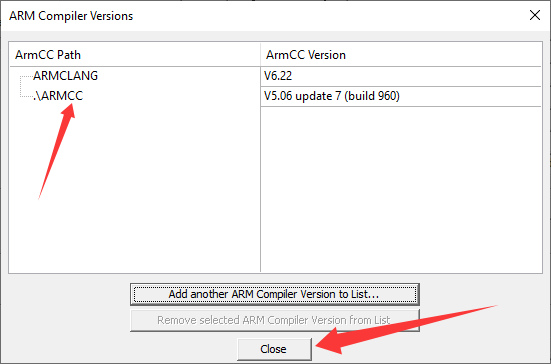 ARM Compiler Versions
ArmCC Path ArmCC Version
ARMCLANG V6.22
.\ARMCC V5.06 update 7 (build 960)
Add another ARM Compiler Version to List...
Remove selected ARM Compiler Version from List
Close